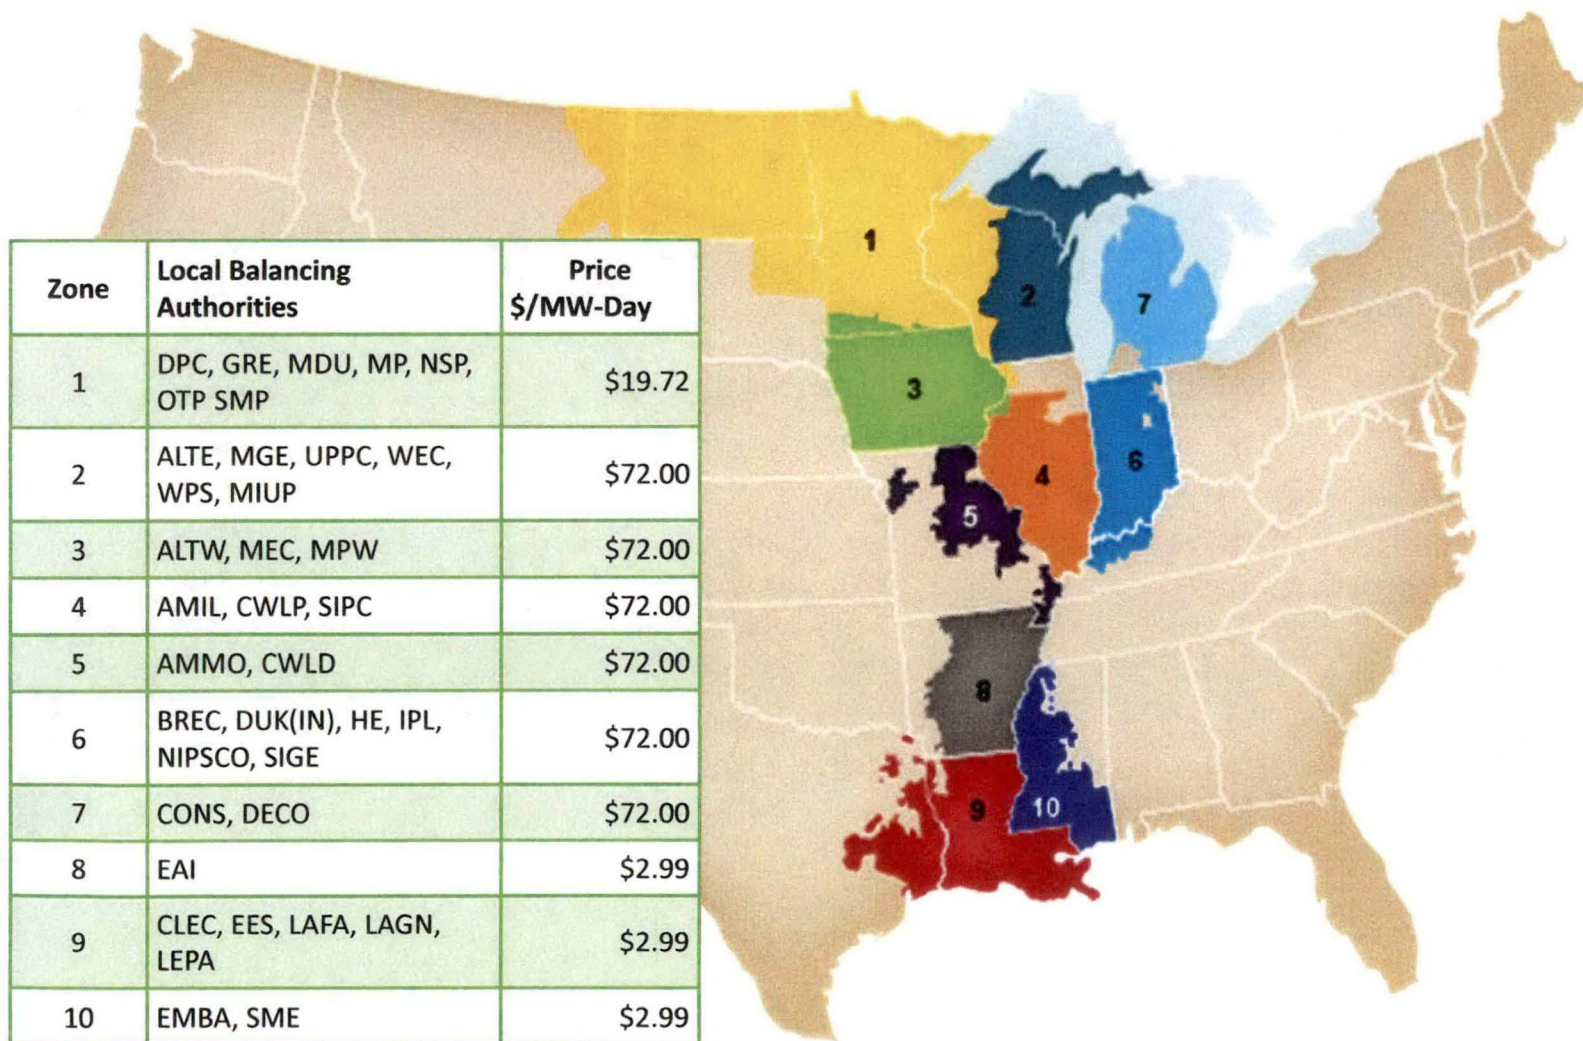 Zone
Local Balancing
Authorities
Price
$/MW-Day
1
DPC, GRE, MDU, MP, NSP,
OTP SMP
$19.72
2
ALTE, MGE, UPPC, WEC,
WPS, MIUP
$72.00
3
ALTW, MEC, MPW
$72.00
4
AMIL, CWLP, SIPC
$72.00
5
AMMO, CWLD
$72.00
6
BREC, DUK(IN), HE, IPL,
NIPSCO, SIGE
$72.00
7
CONS, DECO
$72.00
8
EAI
$2.99
9
CLEC, EES, LAFA, LAGN,
LEPA
$2.99
10
EMBA, SME
$2.99
1
2
7
3
4
6
5
8
9
10